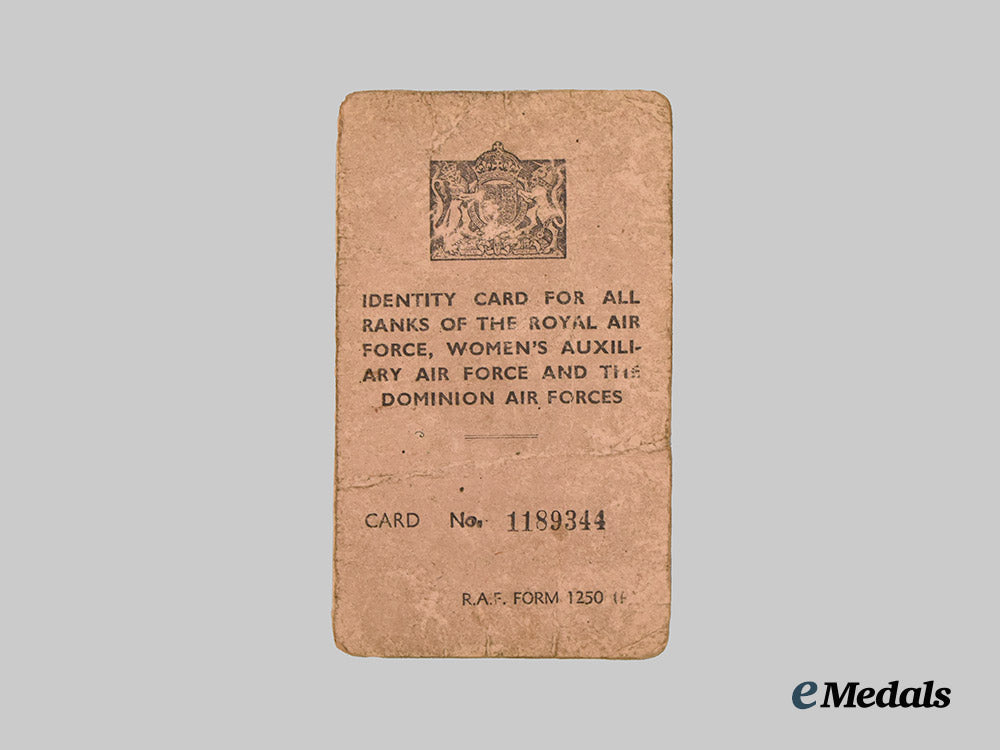 IDENTITY CARD FOR ALL
RANKS OF THE ROYAL AIR
FORCE, WOMEN'S AUXILI-
ARY AIR FORCE AND THE
DOMINION AIR FORCES
CARD No. 1189344
R.A.F. FORM 1250
eMedals